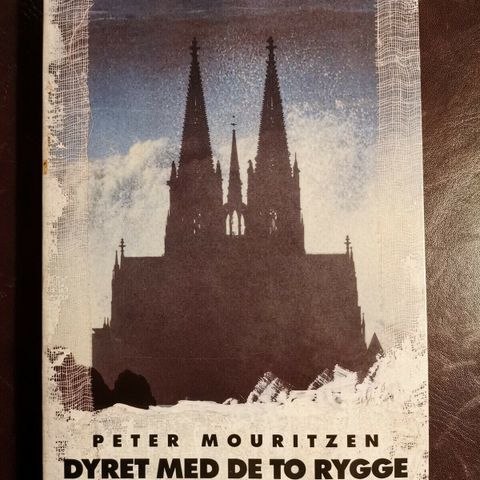 PETER MOURITZEN
DYRET MED DE TO RYGGE